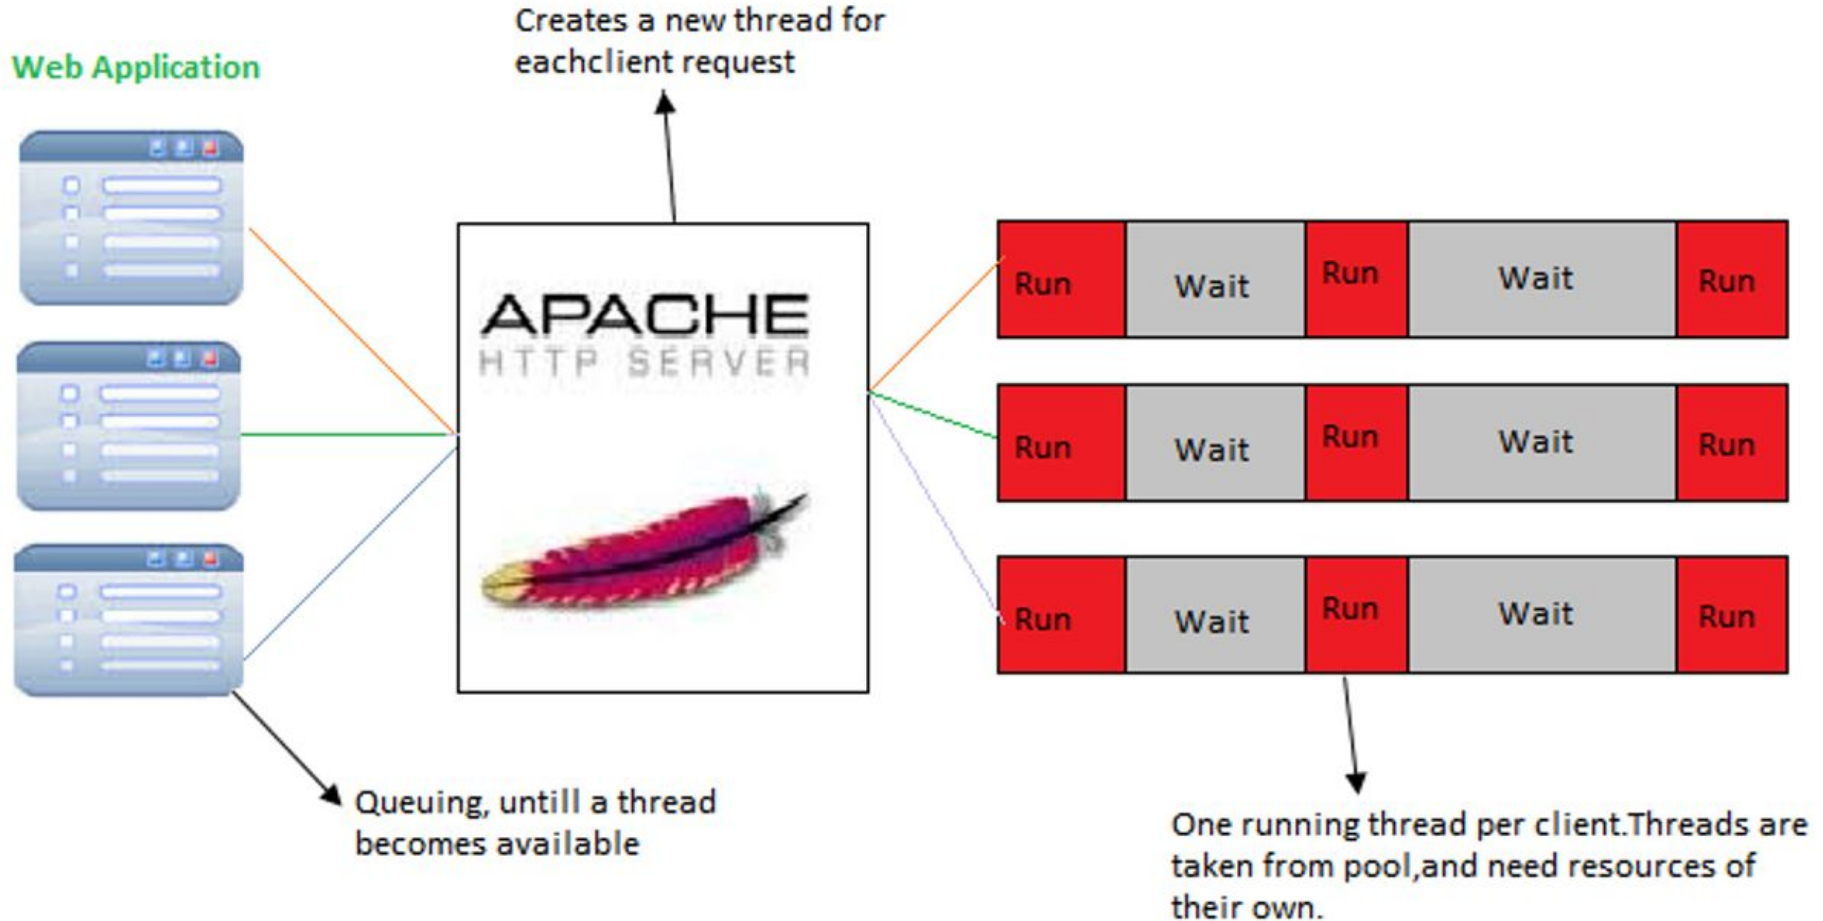 Creates a new thread for
eachclient request
Web Application
APACHE
HTTP SERVER
Run Wait Run Wait Run
Run Wait Run Wait Run
Run Wait Run Wait Run
Queuing, untill a thread
becomes available
One running thread per client.Threads are
taken from pool,and need resources of
their own.